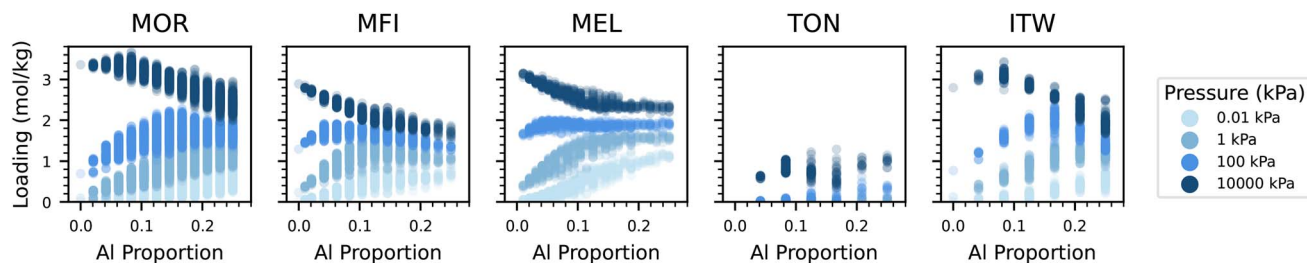 MOR MFI MEL TON ITW
Loading (mol/kg)
3
2
1
0
0.0 0.1 0.2 0.0 0.1 0.2 0.0 0.1 0.2 0.0 0.1 0.2 0.0 0.1 0.2
Al Proportion Al Proportion Al Proportion Al Proportion Al Proportion
Pressure (kPa)
0.01 kPa
1 kPa
100 kPa
10000 kPa